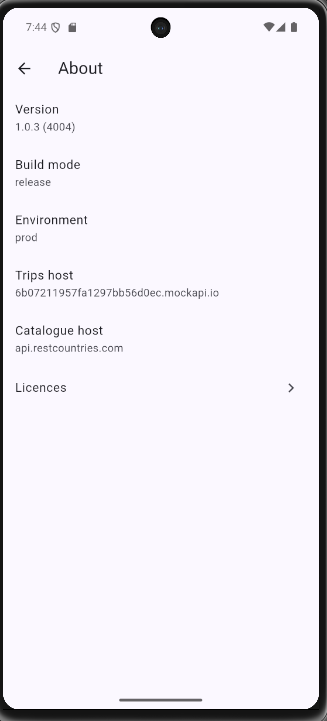 7:44
About
Version
1.0.3 (4004)
Build mode
release
Environment
prod
Trips host
6b07211957fa1297bb56d0ec.mockapi.io
Catalogue host
api.restcountries.com
Licences